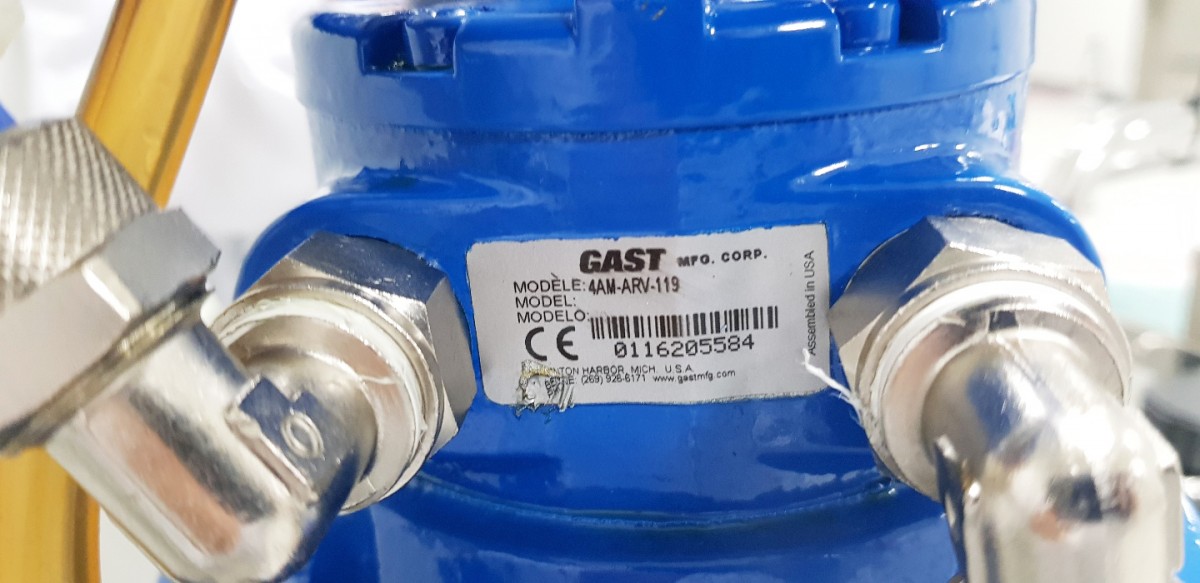 GAST MFG. CORP.
MODÈLE: 4AM-ARV-119
MODEL:
MODELO:
CE 0116205584
HARBOR, MICH. U.S.A.
(269) 926-6171 www.gastmfg.com
Assembled in USA